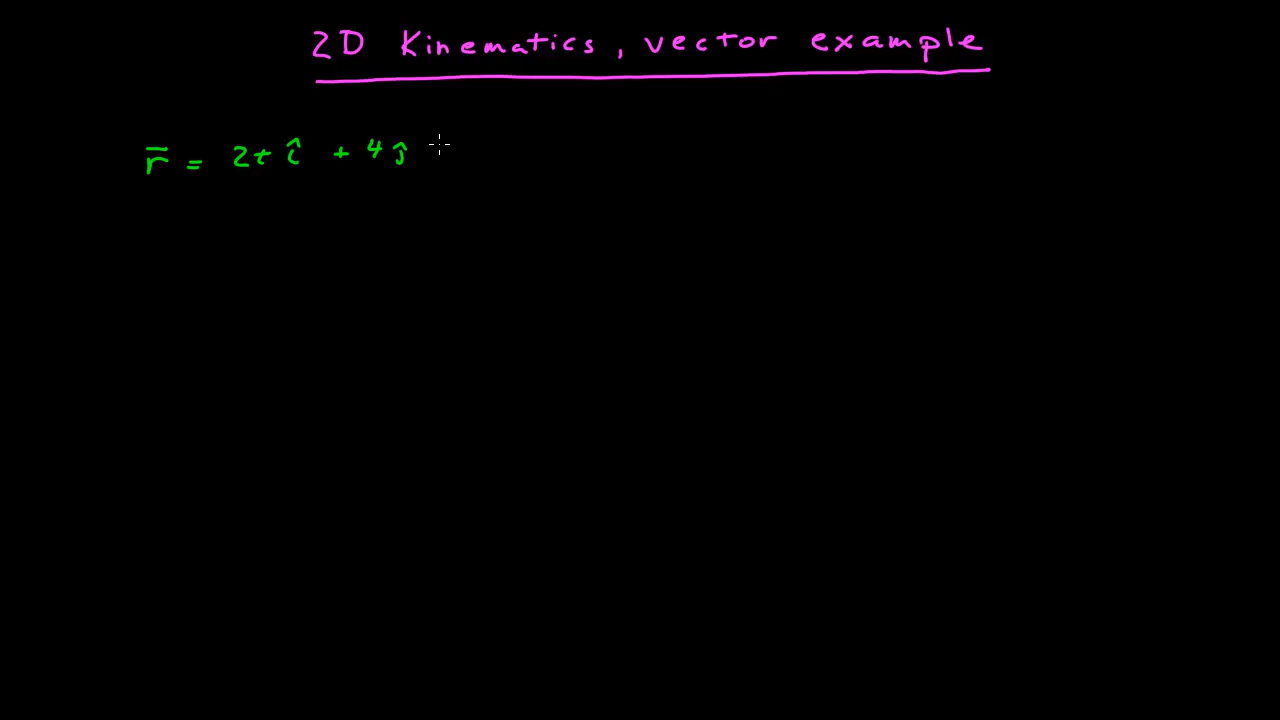 2D Kinematics, vector example
r̅ = 2t î + 4 ĵ